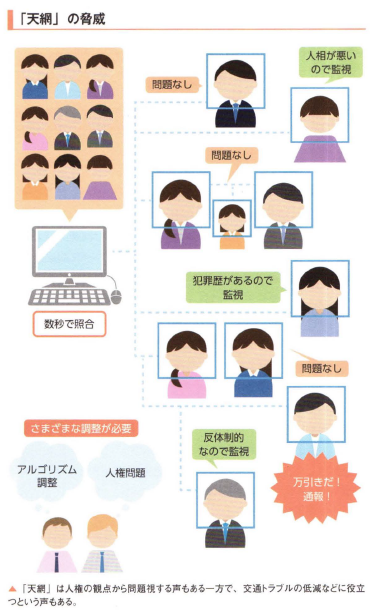 「天網」の脅威
問題なし
人相が悪い
ので監視
問題なし
犯罪歴があるので
監視
数秒で照合
問題なし
さまざまな調整が必要
アルゴリズム
調整
人権問題
反体制的
なので監視
万引きだ！
通報！
▲「天網」は人権の観点から問題視する声もある一方で、交通トラブルの低減などに役立
つという声もある。